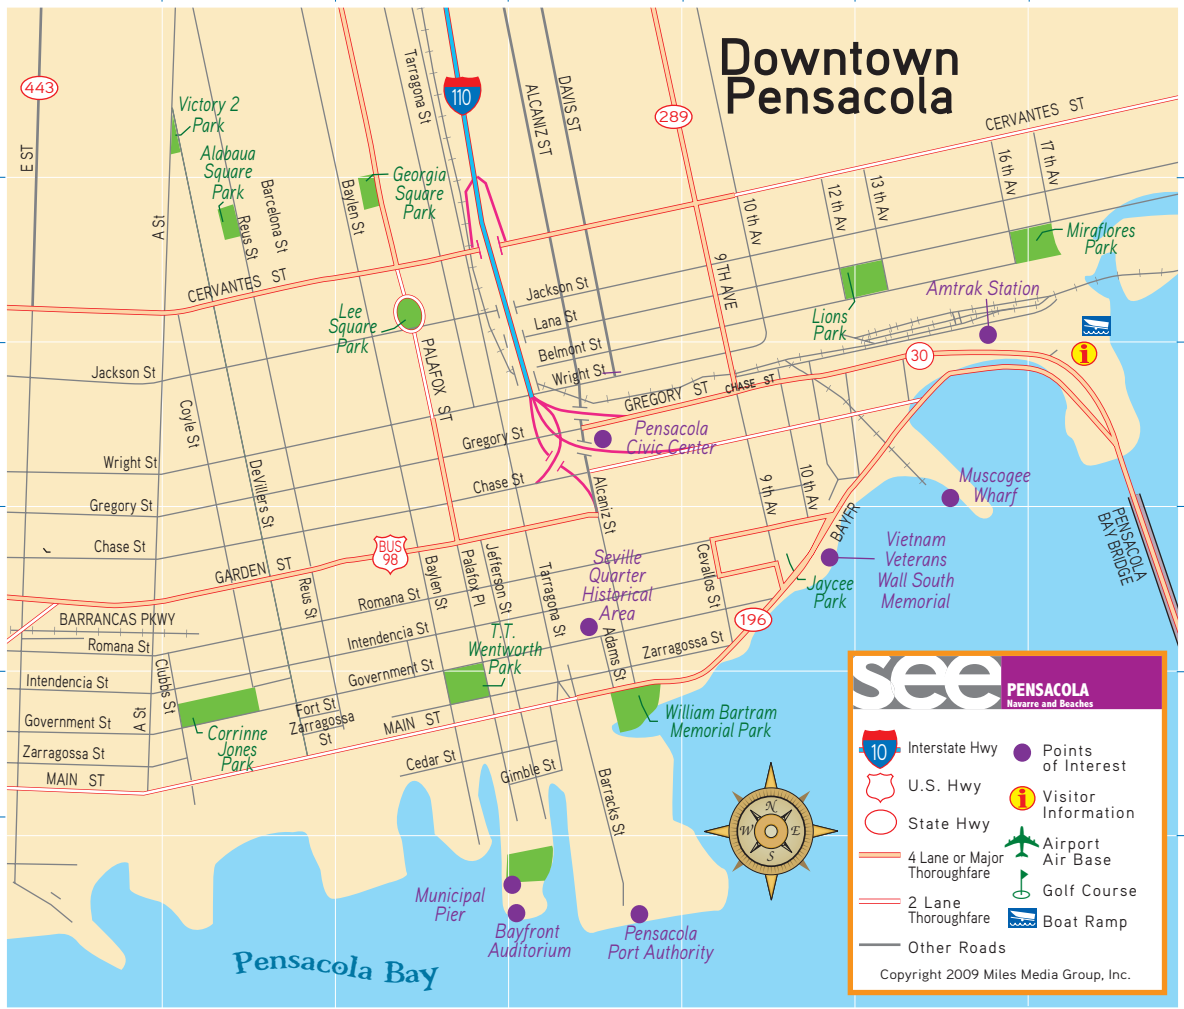 Downtown
Pensacola
443
110
289
CERVANTES ST
Tarragona St
ALCANIZ ST
DAVIS ST
Victory 2
Park
Alabaua
Square
Park
Georgia
Square
Park
E ST
A St
Reus St
Barcelona St
Baylen St
16 th Av
17 th Av
12 th Av
13 th Av
10 th Av
9 TH AVE
Miraflores
Park
CERVANTES ST
Lee
Square
Park
Jackson St
Lana St
Belmont St
Wright St
Lions
Park
Amtrak Station
30
Jackson St
PALAFOX ST
GREGORY ST
CHASE ST
Coyle St
Gregory St
Pensacola
Civic Center
Wright St
DeVillers St
Chase St
Alcaniz St
9 th Av
10 th Av
Muscogee
Wharf
Gregory St
Chase St
BAYFR
PENSACOLA
BAY BRIDGE
BUS
98
GARDEN ST
Baylen St
Palafox Pl
Jefferson St
Tarragona St
Seville
Quarter
Historical
Area
Cevallos St
Vietnam
Veterans
Wall South
Memorial
Jaycee
Park
196
Reus St
Romana St
BARRANCAS PKWY
Romana St
Intendencia St
T.T.
Wentworth
Park
Adams St
Zarragossa St
Government St
Clubbs St
Intendencia St
A St
Government St
Fort St
Zarragossa
St
MAIN ST
Corrinne
Jones
Park
William Bartram
Memorial Park
Zarragossa St
MAIN ST
Cedar St
Gimble St
Barracks St
N
W
E
S
Municipal
Pier
Bayfront
Auditorium
Pensacola
Port Authority
Pensacola Bay
see
PENSACOLA
Navarre and Beaches
10
Interstate Hwy
U.S. Hwy
State Hwy
4 Lane or Major
Thoroughfare
2 Lane
Thoroughfare
Other Roads
Points
of Interest
Visitor
Information
Airport
Air Base
Golf Course
Boat Ramp
Copyright 2009 Miles Media Group, Inc.